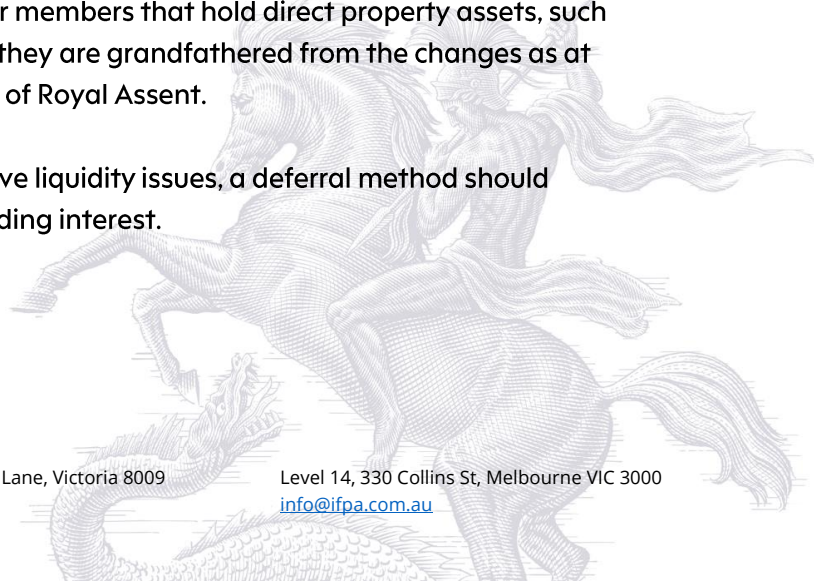 r members that hold direct property assets, such
they are grandfathered from the changes as at
of Royal Assent.
ve liquidity issues, a deferral method should
ding interest.
Lane, Victoria 8009
Level 14, 330 Collins St, Melbourne VIC 3000
info@ifpa.com.au